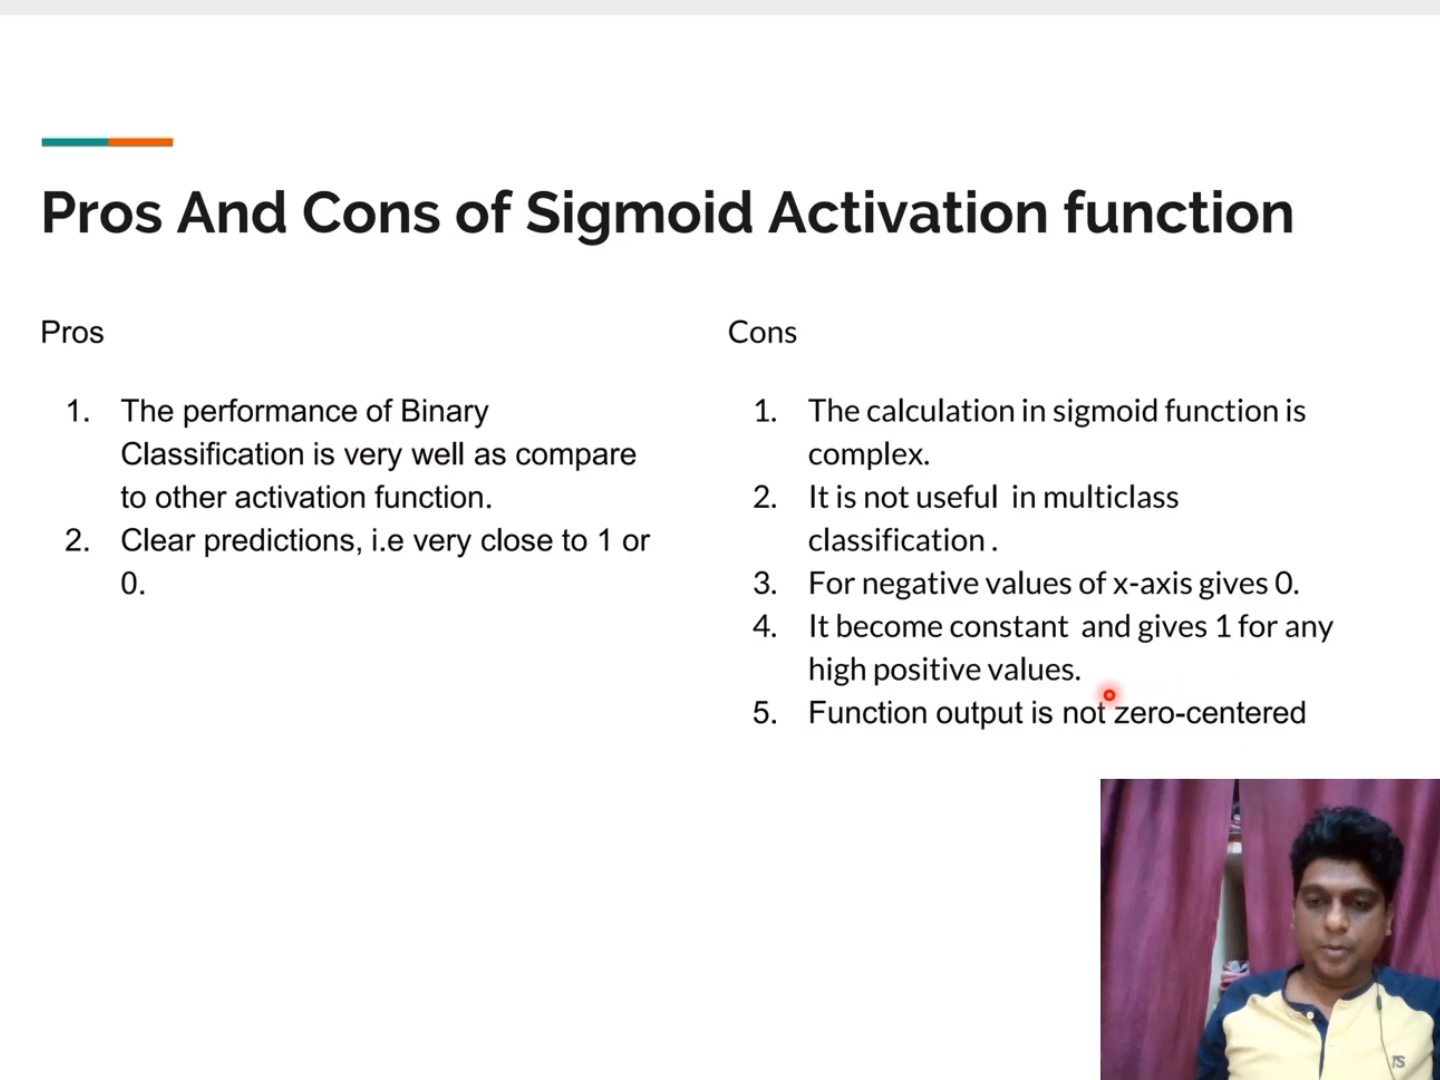 Pros And Cons of Sigmoid Activation function
Pros
1. The performance of Binary
Classification is very well as compare
to other activation function.
2. Clear predictions, i.e very close to 1 or
0.
Cons
1. The calculation in sigmoid function is
complex.
2. It is not useful in multiclass
classification .
3. For negative values of x-axis gives 0.
4. It become constant and gives 1 for any
high positive values.
5. Function output is not zero-centered